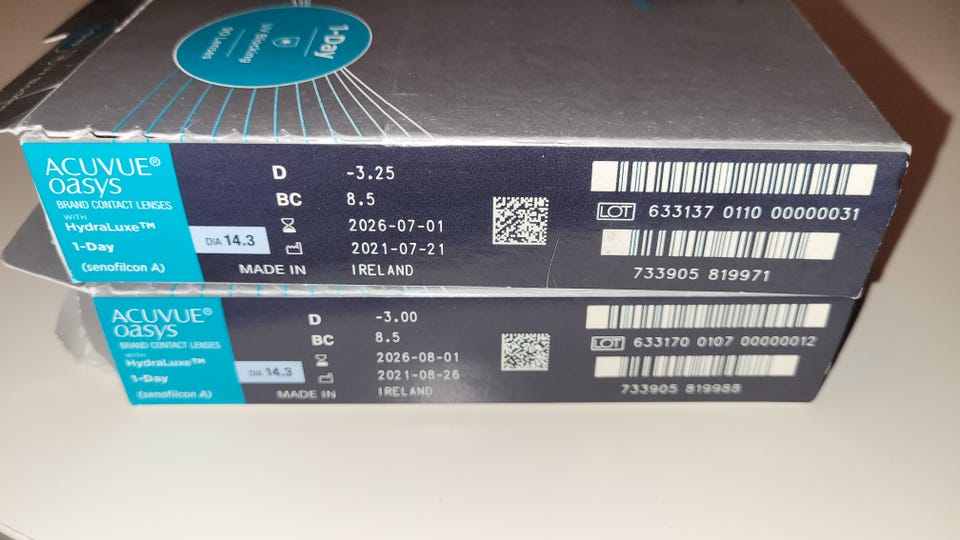 1-Day
UV Blocking
90 Lenses
ACUVUE®
oasys
BRAND CONTACT LENSES
WITH
HydraLuxe™
1-Day
(senofilcon A)
DIA 14.3
D -3.25
BC 8.5
2026-07-01
2021-07-21
MADE IN IRELAND
LOT 633137 0110 00000031
733905 819971
ACUVUE®
oasys
BRAND CONTACT LENSES
WITH
HydraLuxe™
1-Day
(senofilcon A)
DIA 14.3
D -3.00
BC 8.5
2026-08-01
2021-08-26
MADE IN IRELAND
LOT 633170 0107 00000012
733905 819988